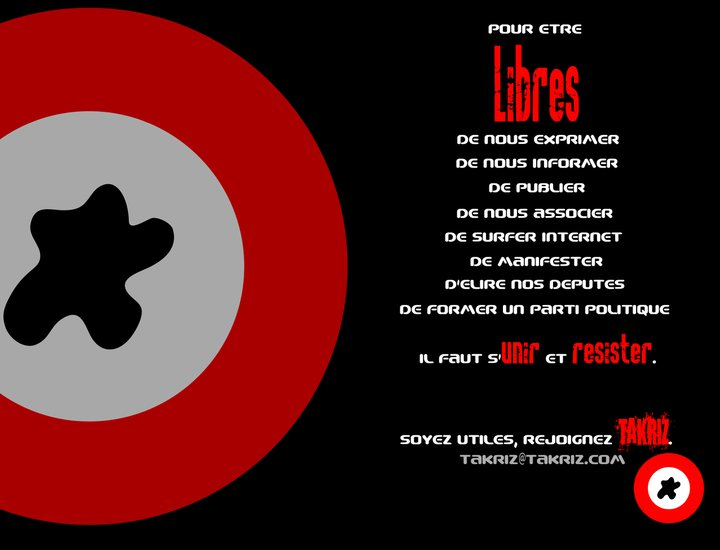 POUR ETRE
Libres
DE NOUS EXPRIMER
DE NOUS INFORMER
DE PUBLIER
DE NOUS ASSOCIER
DE SURFER INTERNET
DE MANIFESTER
D'ELIRE NOS DEPUTES
DE FORMER UN PARTI POLITIQUE
IL FAUT S'unir ET resister.
SOYEZ UTILES, REJOIGNEZ TAKRIZ.
TAKRIZ@TAKRIZ.COM